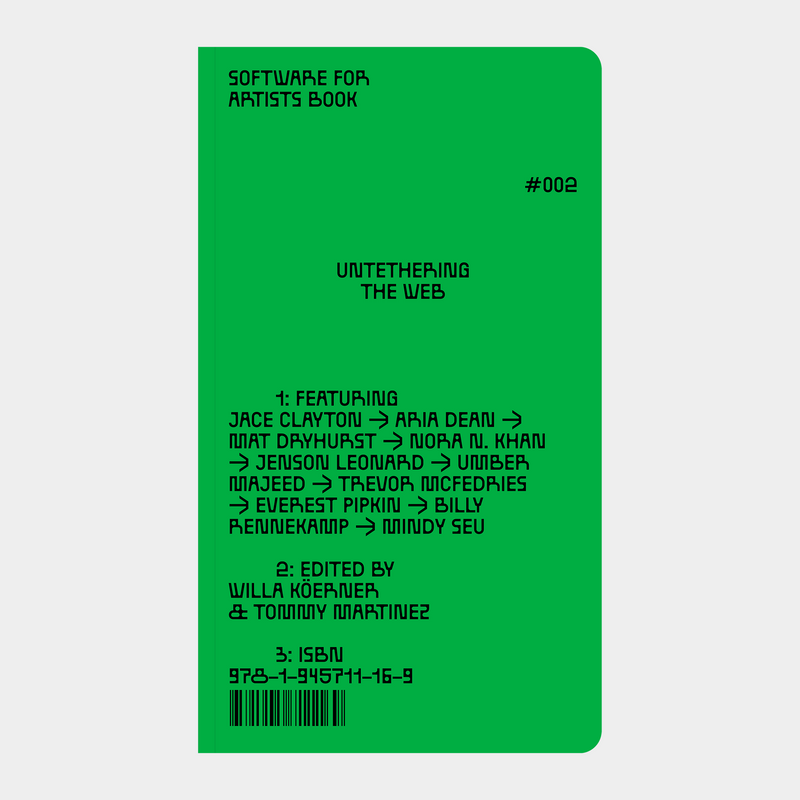 SOFTWARE FOR
ARTISTS BOOK
#002
UNTETHERING
THE WEB
1: FEATURING
JACE CLAYTON → ARIA DEAN →
MAT DRYHURST → NORA N. KHAN
→ JENSON LEONARD → UMBER
MAJEED → TREVOR MCFEDRIES
→ EVEREST PIPKIN → BILLY
RENNEKAMP → MINDY SEU
2: EDITED BY
WILLA KÖERNER
& TOMMY MARTINEZ
3: ISBN
978-1-945711-16-9